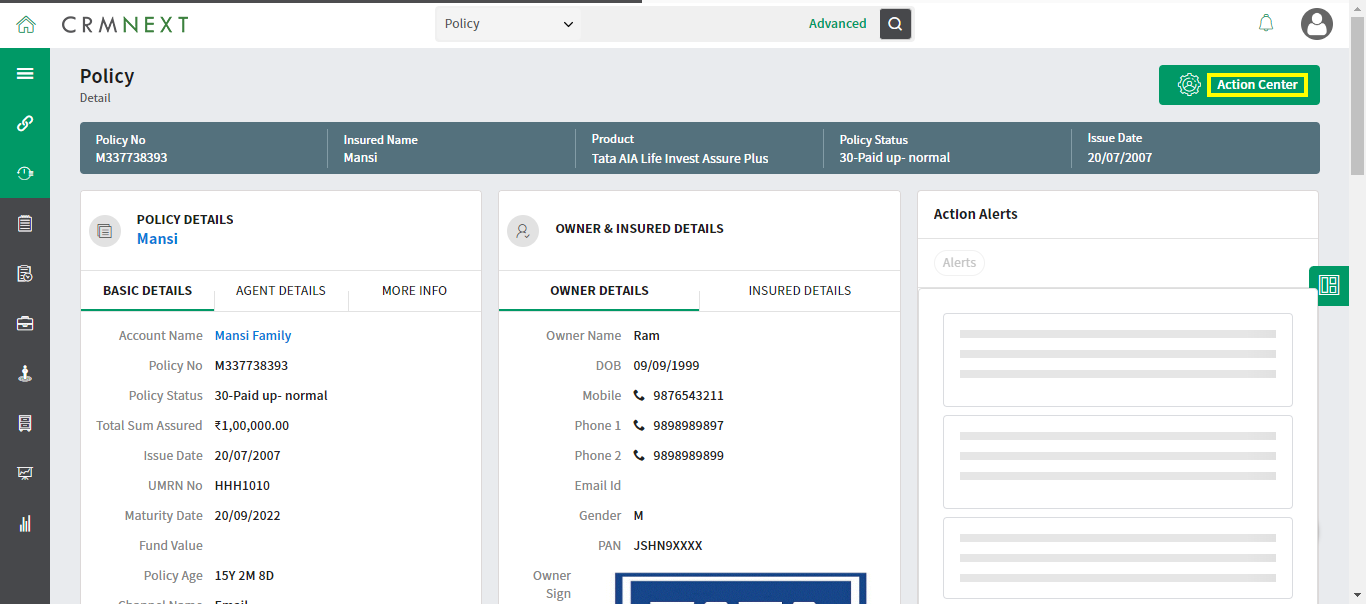 CRMNEXT
Policy
Advanced
Policy
Detail
Action Center
Policy No
M337738393
Insured Name
Mansi
Product
Tata AIA Life Invest Assure Plus
Policy Status
30-Paid up- normal
Issue Date
20/07/2007
POLICY DETAILS
Mansi
BASIC DETAILS
AGENT DETAILS
MORE INFO
Account Name Mansi Family
Policy No M337738393
Policy Status 30-Paid up- normal
Total Sum Assured ₹1,00,000.00
Issue Date 20/07/2007
UMRN No HHH1010
Maturity Date 20/09/2022
Fund Value
Policy Age 15Y 2M 8D
Channel Name Email
OWNER & INSURED DETAILS
OWNER DETAILS
INSURED DETAILS
Owner Name Ram
DOB 09/09/1999
Mobile 9876543211
Phone 1 9898989897
Phone 2 9898989899
Email Id
Gender M
PAN JSHN9XXXX
Owner
Sign
Action Alerts
Alerts